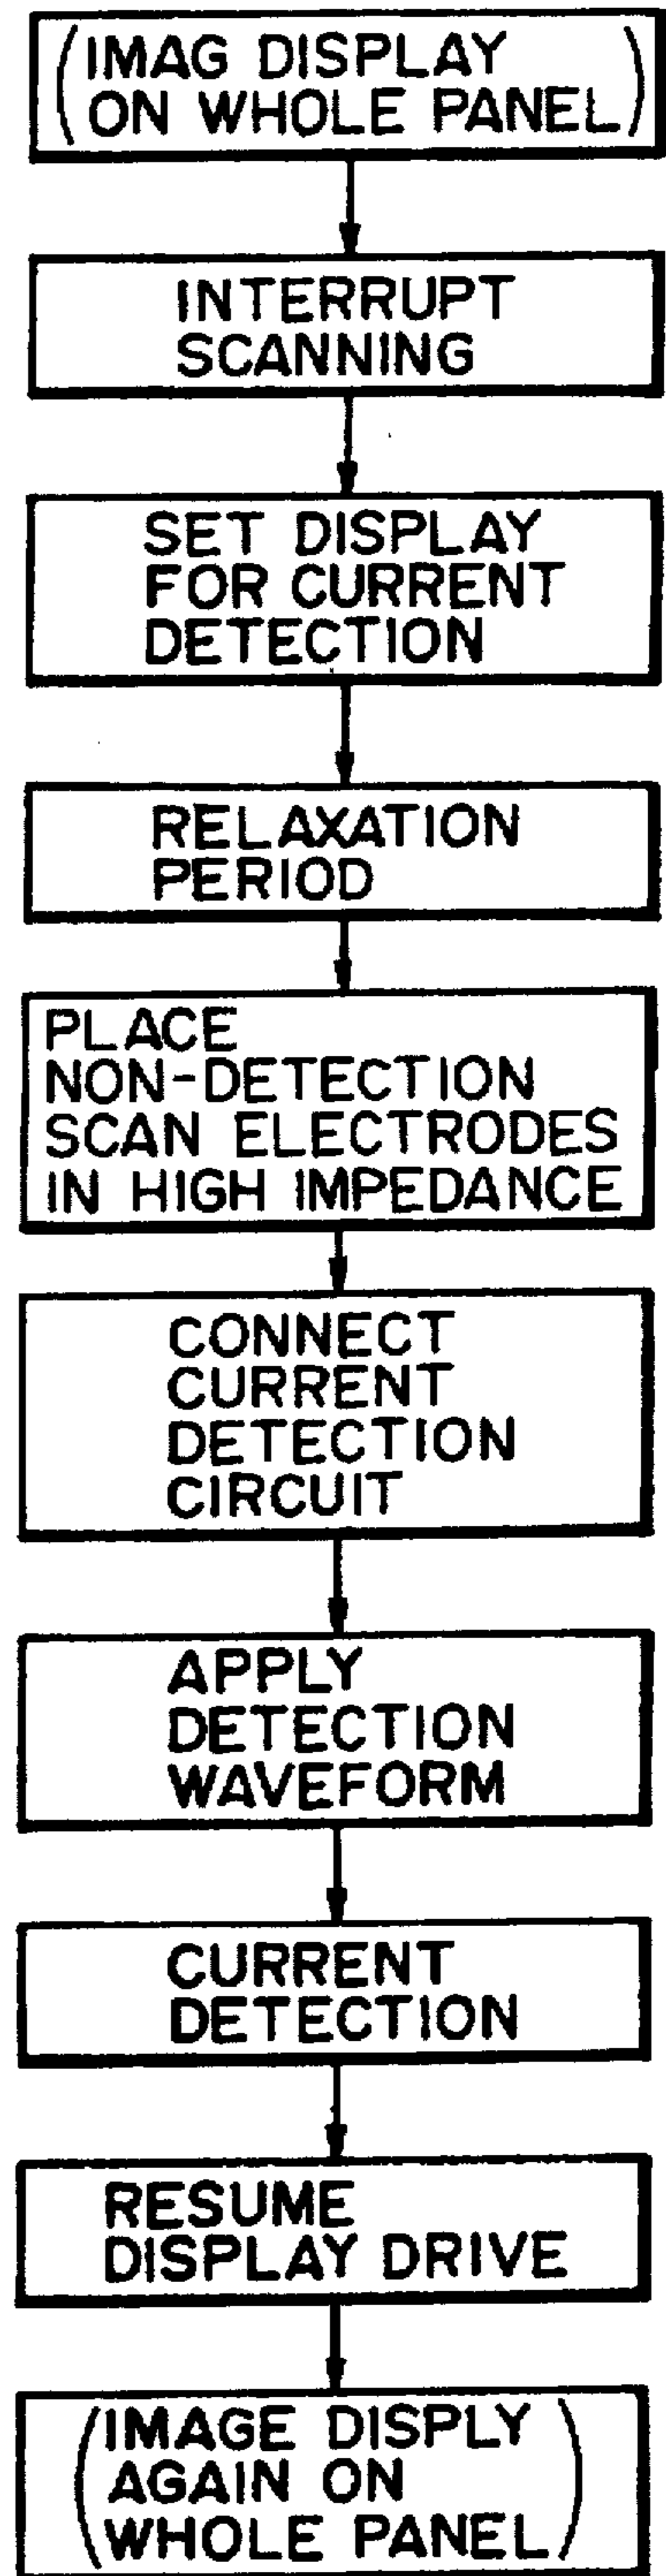 (IMAG DISPLAY
ON WHOLE PANEL)
INTERRUPT
SCANNING
SET DISPLAY
FOR CURRENT
DETECTION
RELAXATION
PERIOD
PLACE
NON-DETECTION
SCAN ELECTRODES
IN HIGH IMPEDANCE
CONNECT
CURRENT
DETECTION
CIRCUIT
APPLY
DETECTION
WAVEFORM
CURRENT
DETECTION
RESUME
DISPLAY DRIVE
(IMAGE DISPLY
AGAIN ON
WHOLE PANEL)